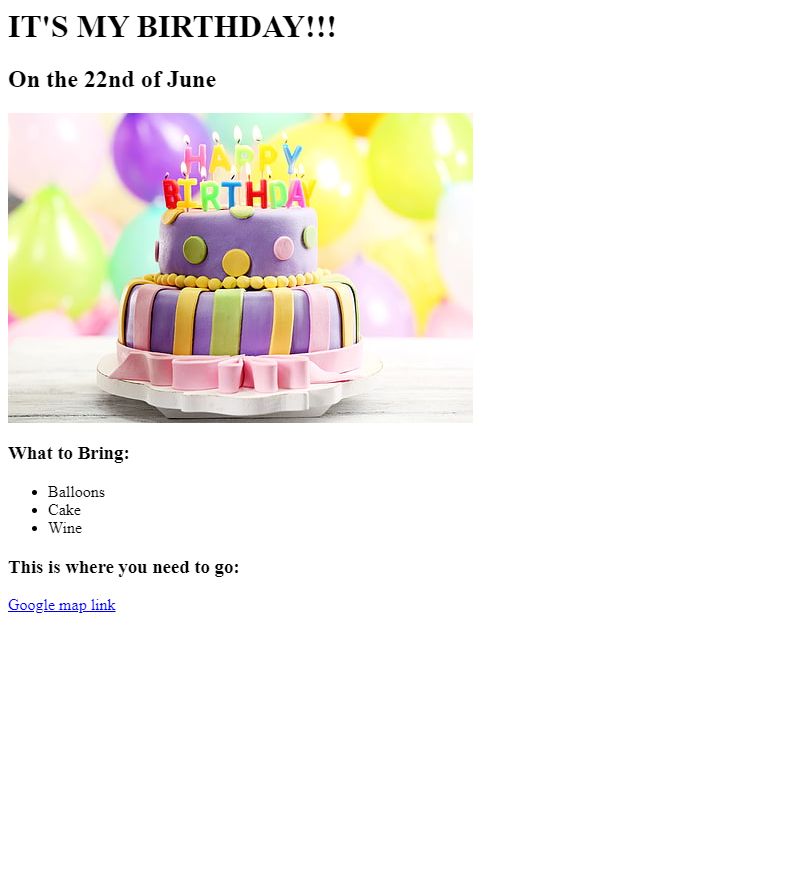 IT'S MY BIRTHDAY!!!
On the 22nd of June
HAPPY
BIRTHDAY
What to Bring:
Balloons
Cake
Wine
This is where you need to go:
Google map link